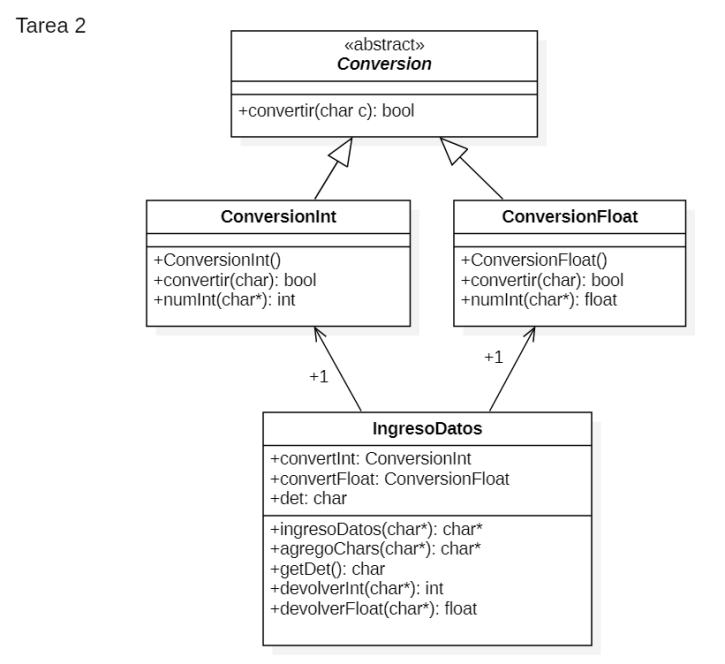 Tarea 2
«abstract»
Conversion
+convertir(char c): bool
ConversionInt
+ConversionInt()
+convertir(char): bool
+numInt(char*): int
ConversionFloat
+ConversionFloat()
+convertir(char): bool
+numInt(char*): float
+1
+1
IngresoDatos
+convertInt: ConversionInt
+convertFloat: ConversionFloat
+det: char
+ingresoDatos(char*): char*
+agregoChars(char*): char*
+getDet(): char
+devolverInt(char*): int
+devolverFloat(char*): float